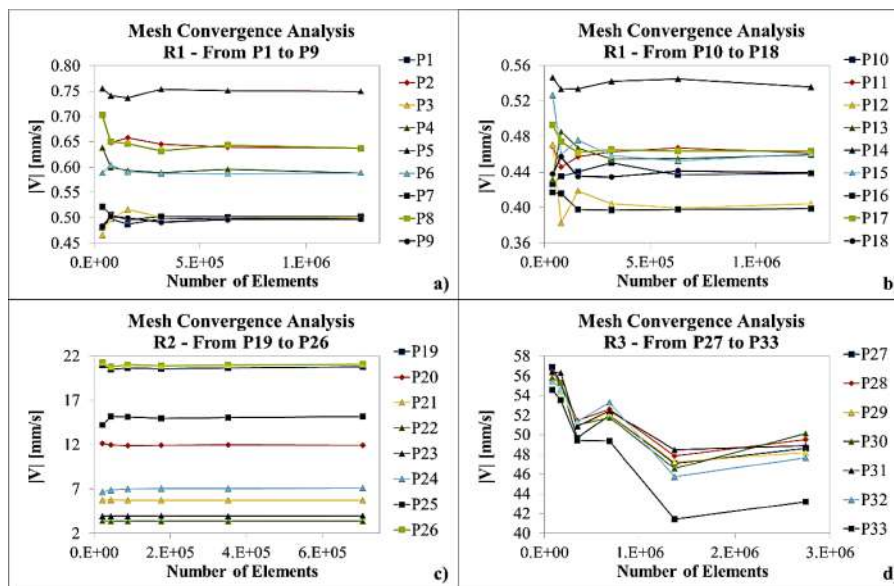 Mesh Convergence Analysis
R1 - From P1 to P9
|V| [mm/s]
0.80
0.75
0.70
0.65
0.60
0.55
0.50
0.45
0.E+00
5.E+05
1.E+06
Number of Elements
P1
P2
P3
P4
P5
P6
P7
P8
P9
a)
Mesh Convergence Analysis
R1 - From P10 to P18
|V| [mm/s]
0.56
0.52
0.48
0.44
0.40
0.36
0.E+00
5.E+05
1.E+06
Number of Elements
P10
P11
P12
P13
P14
P15
P16
P17
P18
b)
Mesh Convergence Analysis
R2 - From P19 to P26
|V| [mm/s]
22
17
12
7
2
0.E+00
2.E+05
4.E+05
6.E+05
Number of Elements
P19
P20
P21
P22
P23
P24
P25
P26
c)
Mesh Convergence Analysis
R3 - From P27 to P33
|V| [mm/s]
58
56
54
52
50
48
46
44
42
40
0.E+00
1.E+06
2.E+06
3.E+06
Number of Elements
P27
P28
P29
P30
P31
P32
P33
d)